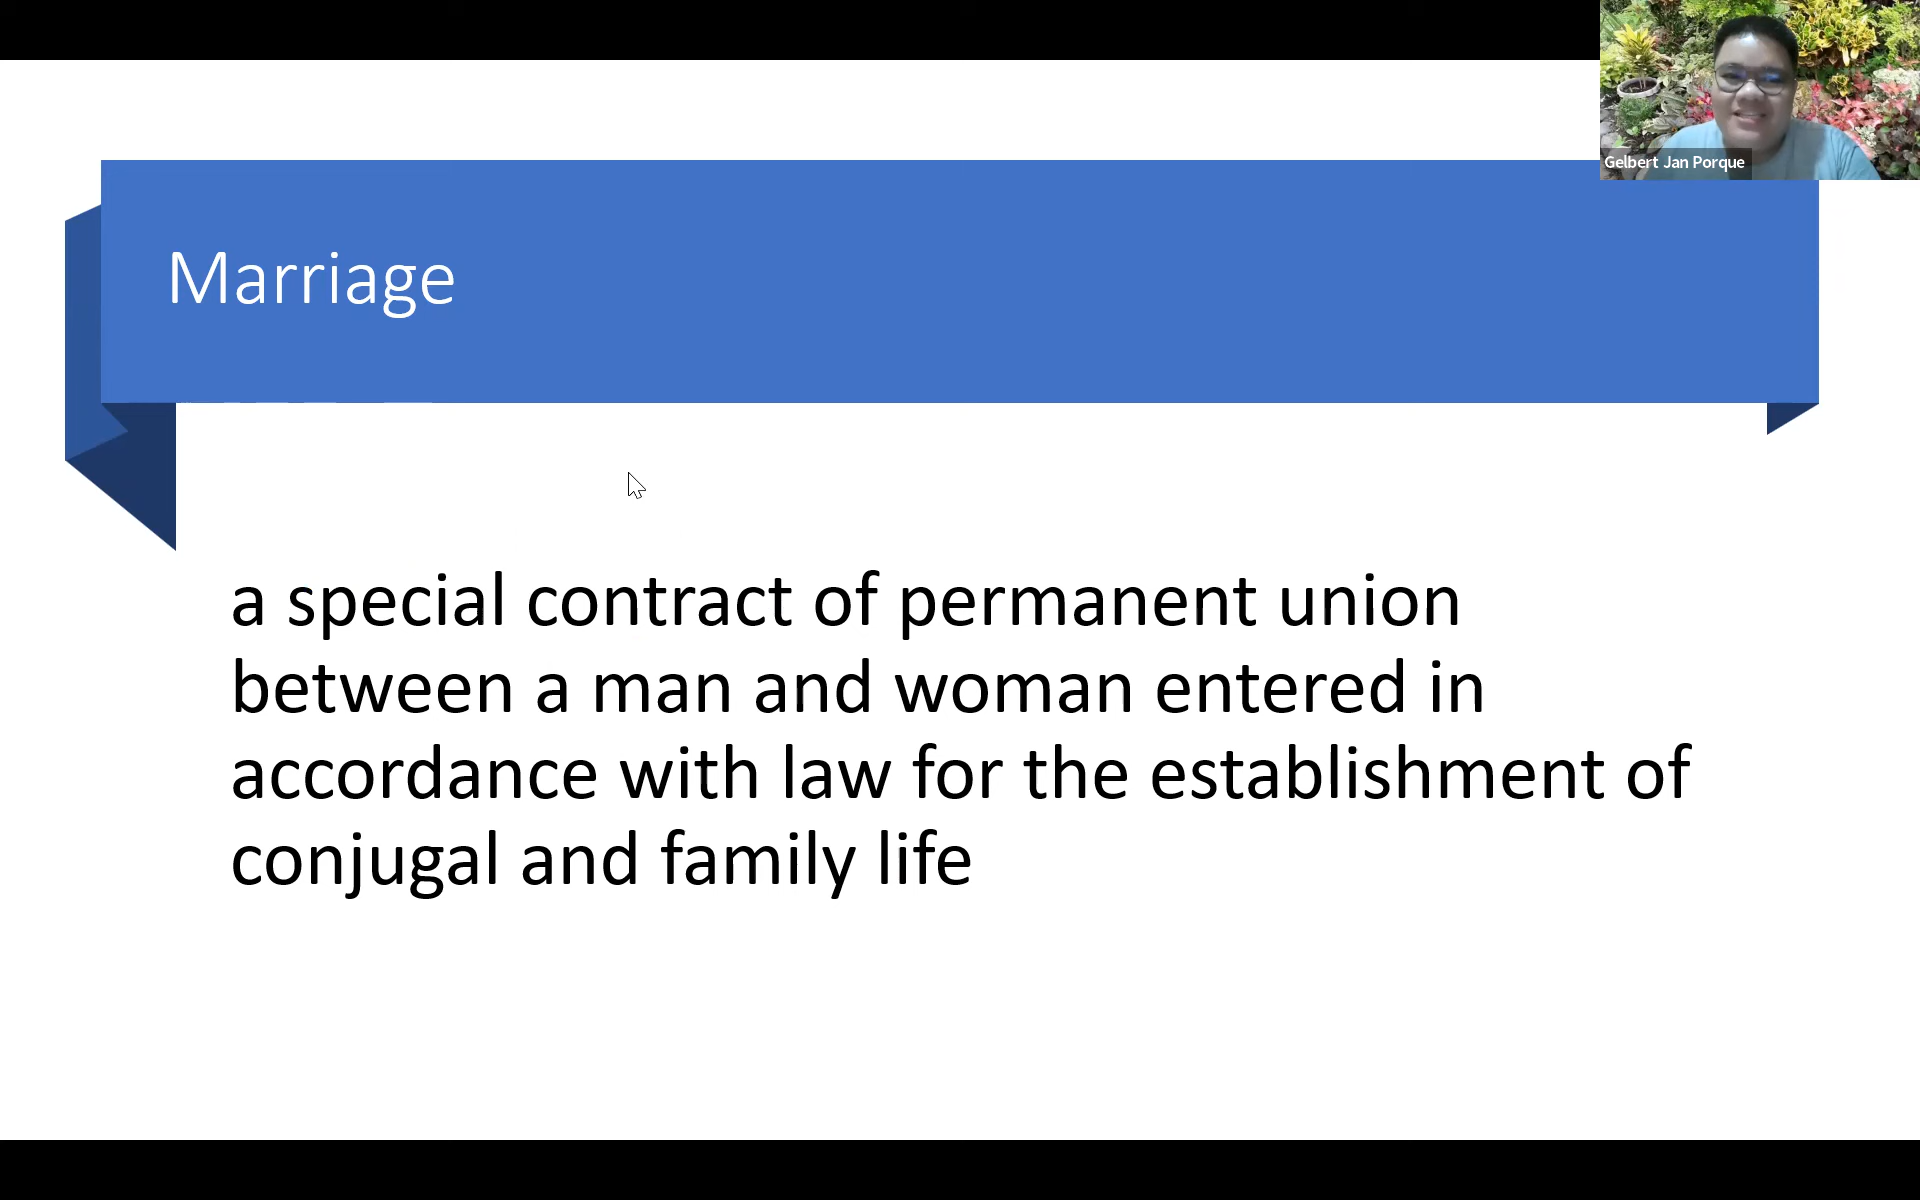 Gelbert Jan Porque
Marriage
a special contract of permanent union
between a man and woman entered in
accordance with law for the establishment of
conjugal and family life